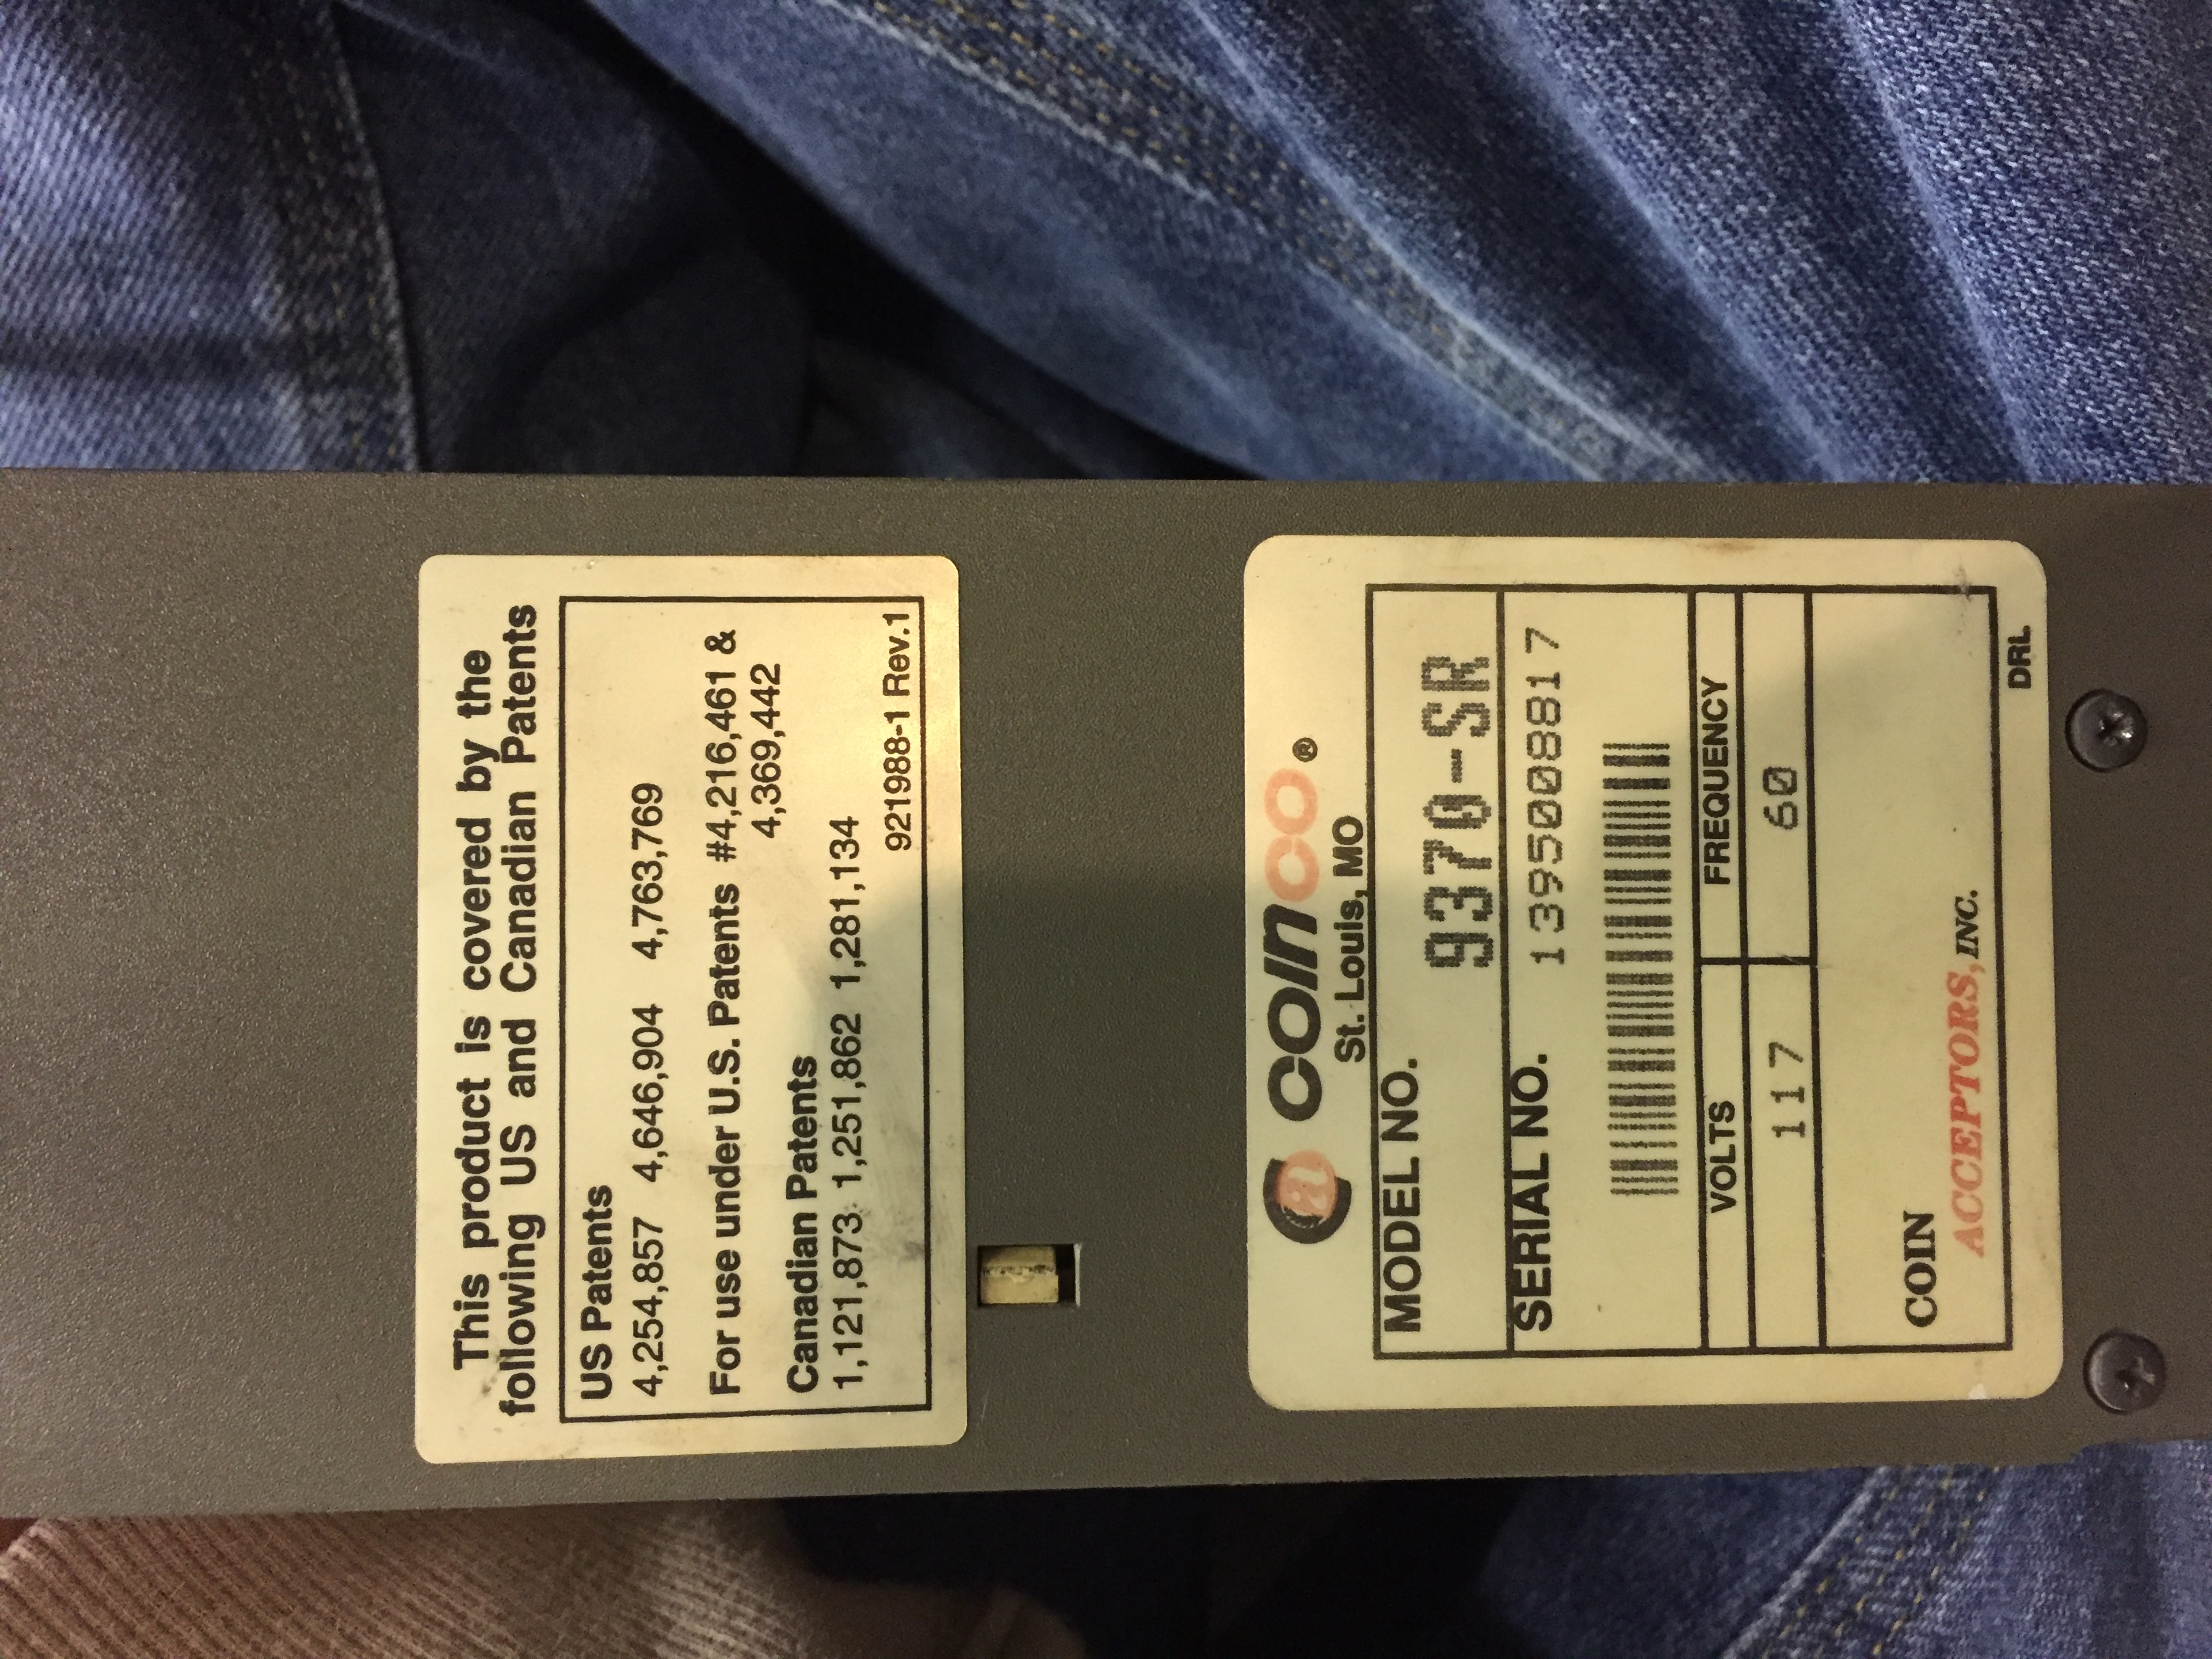 This product is covered by the
following US and Canadian Patents
US Patents
4,254,857 4,646,904 4,763,769
For use under U.S. Patents #4,216,461 &
4,369,442
Canadian Patents
1,121,873 1,251,862 1,281,134
921988-1 Rev.1
a coinco®
St. Louis, MO
MODEL NO. 9370-SR
SERIAL NO. 1395008817
VOLTS FREQUENCY
117 60
COIN
ACCEPTORS, INC.
DRL